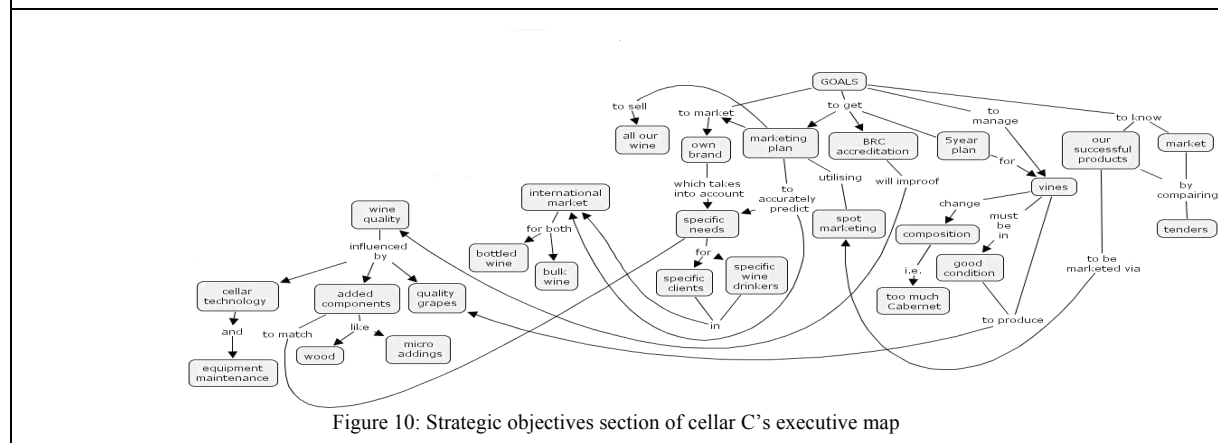 GOALS
to sell
to market
to get
to
manage
to know
all our
wine
own
brand
marketing
plan
BRC
accreditation
5year
plan
for
our
successful
products
market
which takes
into account
to
accurately
predict
utilising
will improof
vines
by
compairing
international
market
wine
quality
specific
needs
spot
marketing
change
must
be
in
composition
tenders
influenced
by
for both
for
bottled
wine
bulk
wine
specific
clients
specific wine
drinkers
good
condition
i.e.
too much
Cabernet
to be
marketed via
cellar
technology
added
components
quality
grapes
in
to produce
and
to match
like
wood
micro
addings
equipment
maintenance
Figure 10: Strategic objectives section of cellar C’s executive map